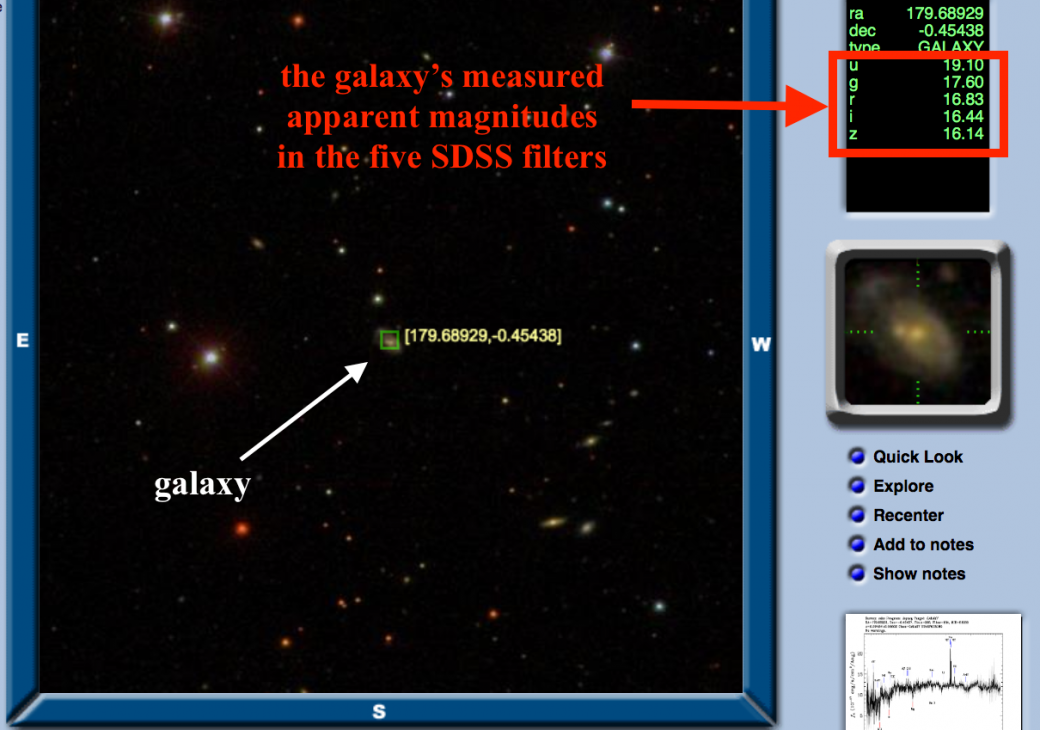 ra 179.68929
dec -0.45438
type GALAXY
u 19.10
g 17.60
r 16.83
i 16.44
z 16.14
the galaxy's measured
apparent magnitudes
in the five SDSS filters
[179.68929,-0.45438]
E
W
galaxy
Quick Look
Explore
Recenter
Add to notes
Show notes
S